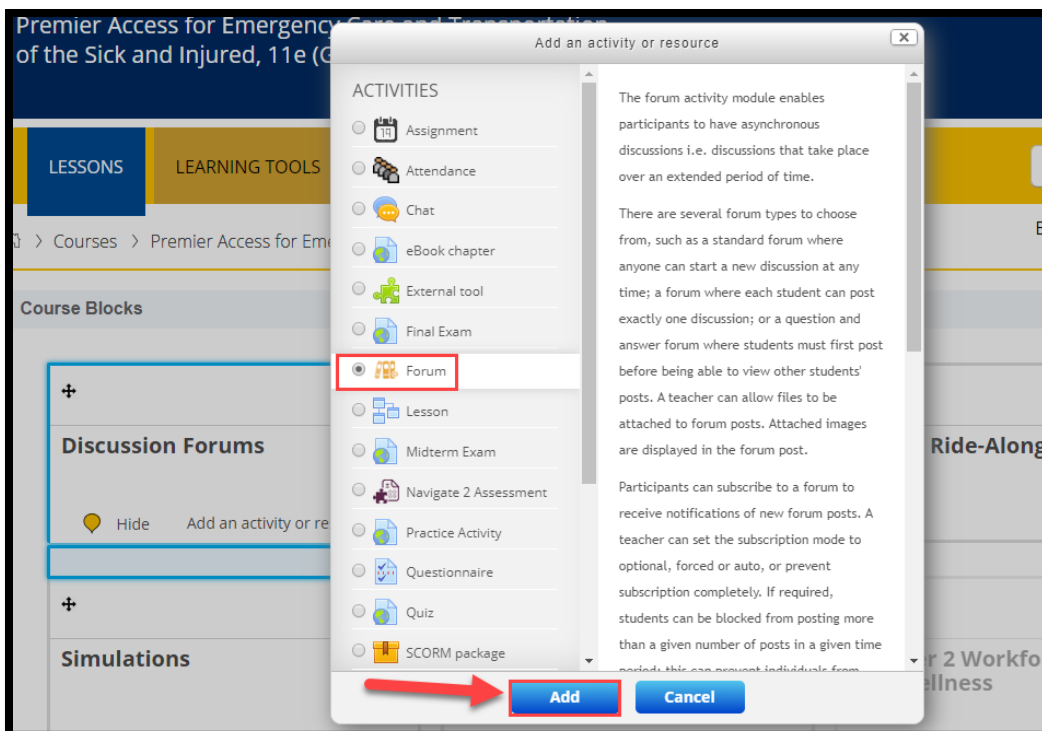 Premier Access for Emergency Care and Transportation
of the Sick and Injured, 11e (G
Add an activity or resource
LESSONS
LEARNING TOOLS
Courses > Premier Access for Eme
Course Blocks
Discussion Forums
Hide Add an activity or re
Simulations
ACTIVITIES
Assignment
Attendance
Chat
eBook chapter
External tool
Final Exam
Forum
Lesson
Midterm Exam
Navigate 2 Assessment
Practice Activity
Questionnaire
Quiz
SCORM package
The forum activity module enables
participants to have asynchronous
discussions i.e. discussions that take place
over an extended period of time.
There are several forum types to choose
from, such as a standard forum where
anyone can start a new discussion at any
time; a forum where each student can post
exactly one discussion; or a question and
answer forum where students must first post
before being able to view other students'
posts. A teacher can allow files to be
attached to forum posts. Attached images
are displayed in the forum post.
Participants can subscribe to a forum to
receive notifications of new forum posts. A
teacher can set the subscription mode to
optional, forced or auto, or prevent
subscription completely. If required,
students can be blocked from posting more
than a given number of posts in a given time
period; this can prevent individuals from
Add
Cancel
Ride-Along
r 2 Workfo
ellness